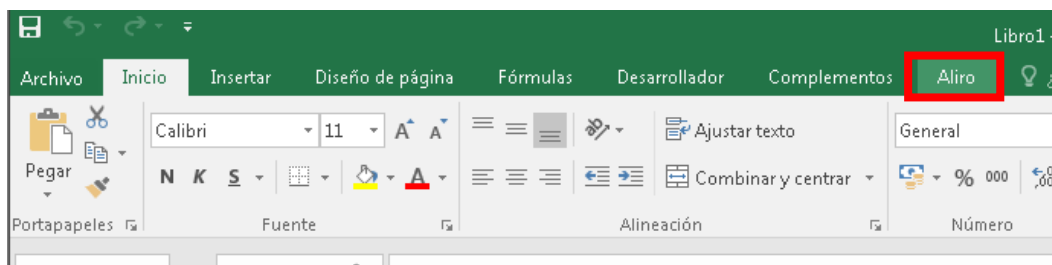 Libro1 -
Archivo Inicio Insertar Diseño de página Fórmulas Desarrollador Complementos Aliro
Calibri 11 A A Ajustar texto General
Pegar N K S A Combinar y centrar % 000
Portapapeles Fuente Alineación Número